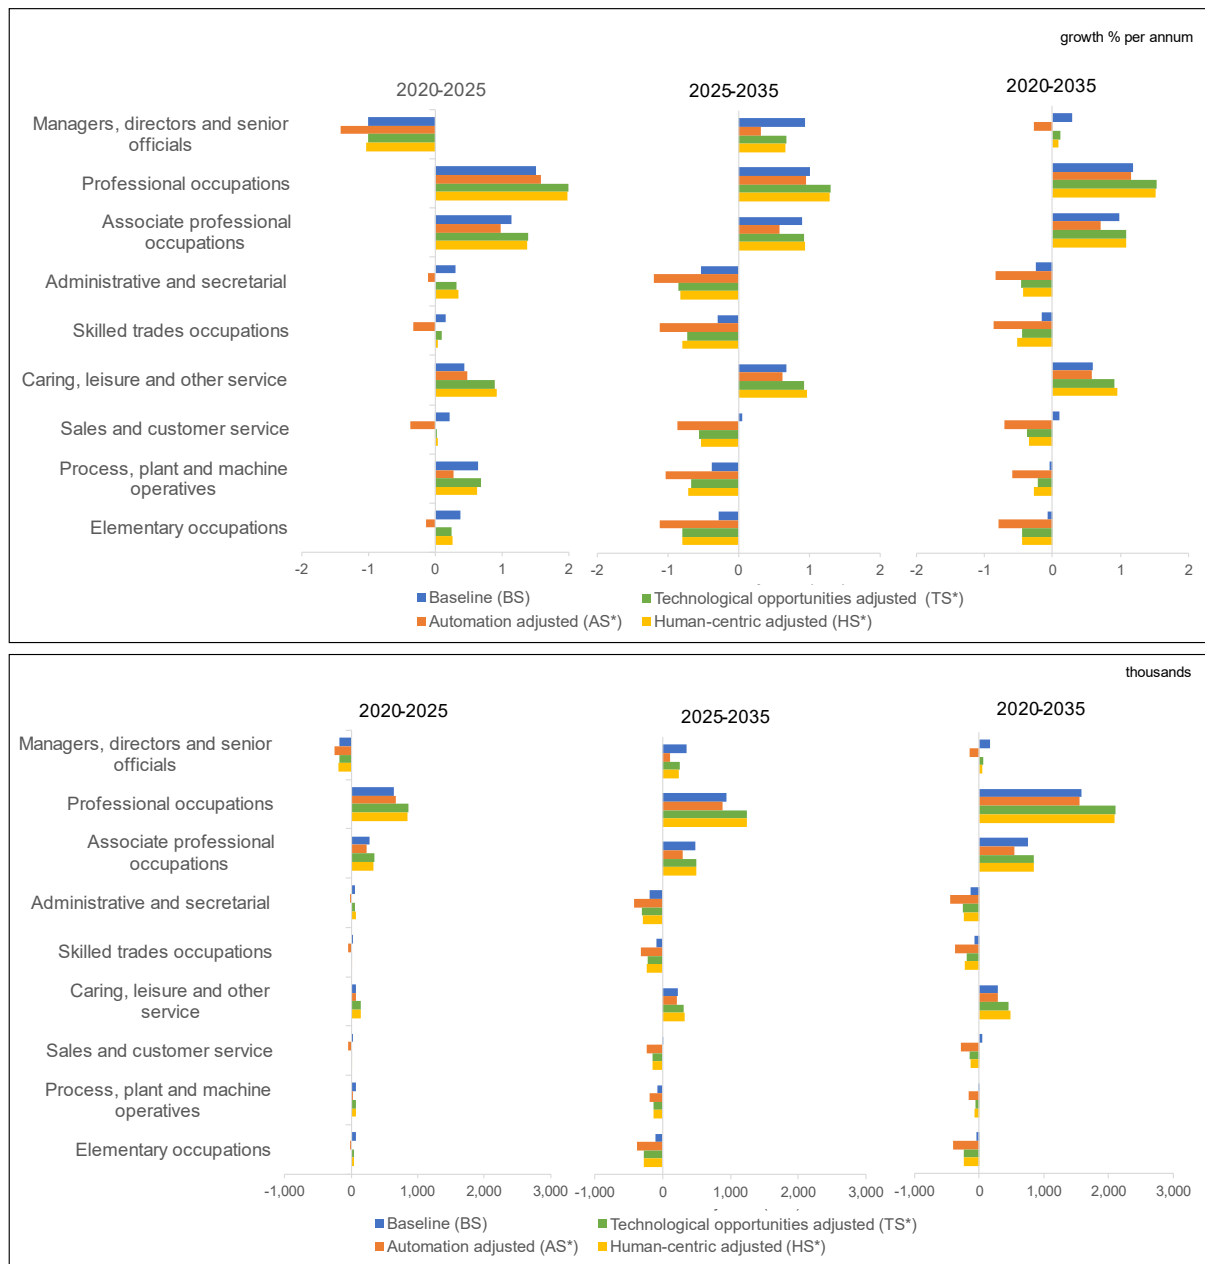 growth % per annum
2020-2025
2025-2035
2020-2035
Managers, directors and senior
officials
Professional occupations
Associate professional
occupations
Administrative and secretarial
Skilled trades occupations
Caring, leisure and other service
Sales and customer service
Process, plant and machine
operatives
Elementary occupations
-2 -1 0 1 2
-2 -1 0 1 2
-2 -1 0 1 2
Baseline (BS)
Technological opportunities adjusted (TS*)
Automation adjusted (AS*)
Human-centric adjusted (HS*)
thousands
2020-2025
2025-2035
2020-2035
Managers, directors and senior
officials
Professional occupations
Associate professional
occupations
Administrative and secretarial
Skilled trades occupations
Caring, leisure and other
service
Sales and customer service
Process, plant and machine
operatives
Elementary occupations
-1,000 0 1,000 2,000 3,000
-1,000 0 1,000 2,000 3,000
-1,000 0 1,000 2,000 3,000
Baseline (BS)
Technological opportunities adjusted (TS*)
Automation adjusted (AS*)
Human-centric adjusted (HS*)